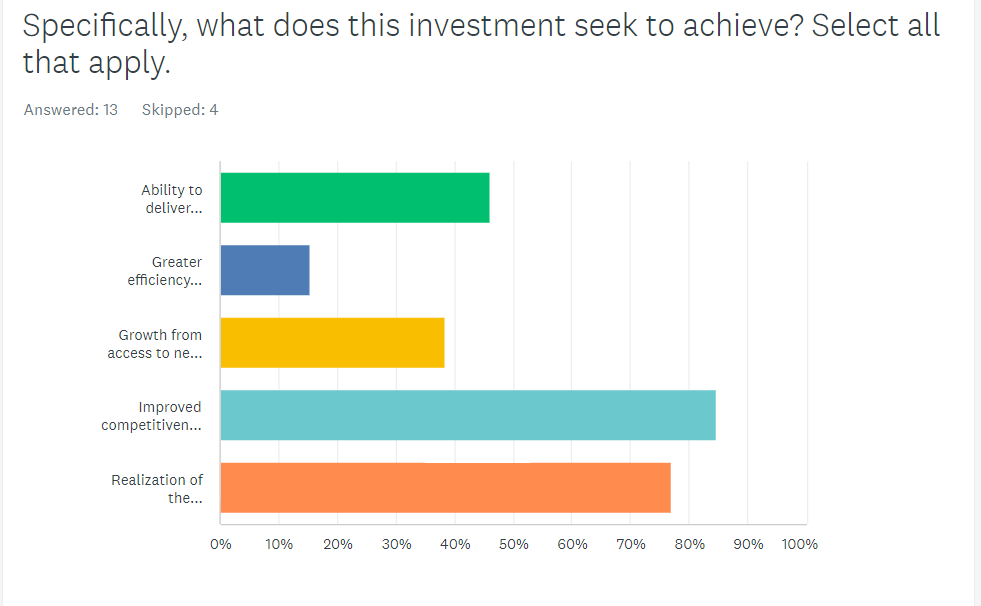 Specifically, what does this investment seek to achieve? Select all
that apply.
Answered: 13 Skipped: 4
Ability to
deliver...
Greater
efficiency...
Growth from
access to ne...
Improved
competitiven...
Realization of
the...
0% 10% 20% 30% 40% 50% 60% 70% 80% 90% 100%